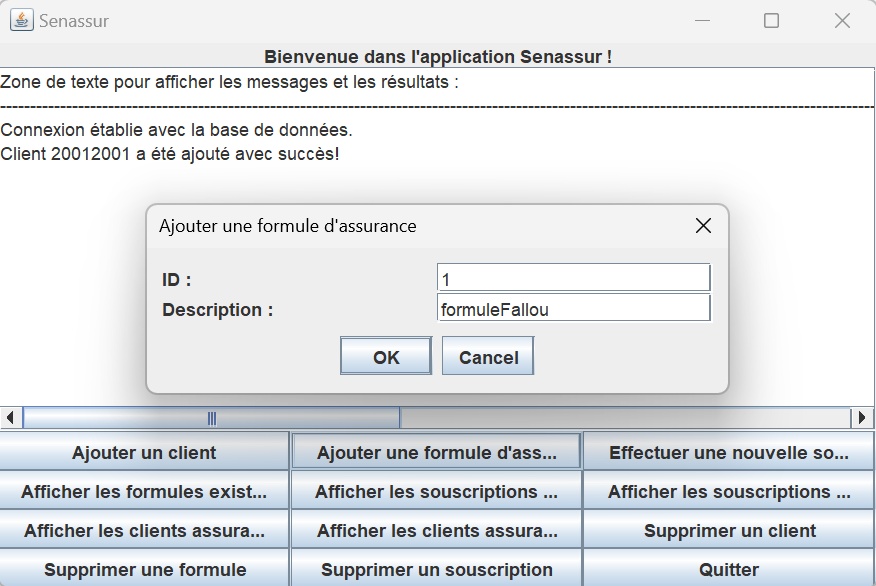 Senassur
Bienvenue dans l'application Senassur !
Zone de texte pour afficher les messages et les résultats :
Connexion établie avec la base de données.
Client 20012001 a été ajouté avec succès!
Ajouter une formule d'assurance
ID : 1
Description : formuleFallou
OK Cancel
Ajouter un client Ajouter une formule d'ass... Effectuer une nouvelle so...
Afficher les formules exist... Afficher les souscriptions ... Afficher les souscriptions ...
Afficher les clients assura... Afficher les clients assura... Supprimer un client
Supprimer une formule Supprimer un souscription Quitter